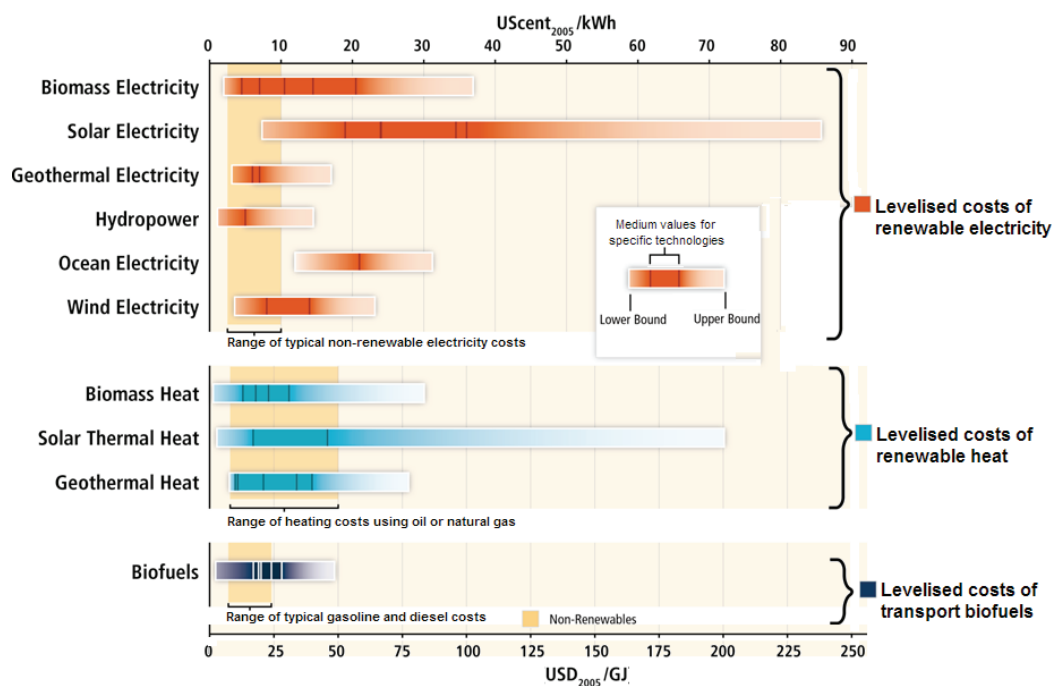 UScent2005/kWh
0 10 20 30 40 50 60 70 80 90
Biomass Electricity
Solar Electricity
Geothermal Electricity
Hydropower
Ocean Electricity
Wind Electricity
Medium values for
specific technologies
Lower Bound Upper Bound
Levelised costs of
renewable electricity
Range of typical non-renewable electricity costs
Biomass Heat
Solar Thermal Heat
Geothermal Heat
Levelised costs of
renewable heat
Range of heating costs using oil or natural gas
Biofuels
Levelised costs of
transport biofuels
Range of typical gasoline and diesel costs
Non-Renewables
0 25 50 75 100 125 150 175 200 225 250
USD2005/GJ